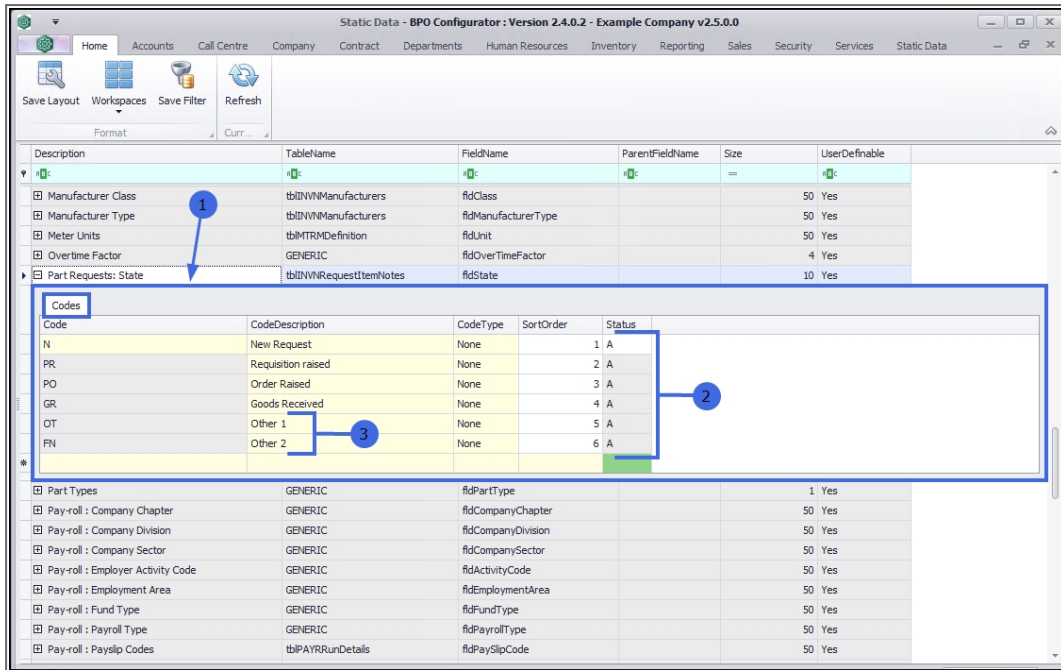 Static Data - BPO Configurator : Version 2.4.0.2 - Example Company v2.5.0.0
Home Accounts Call Centre Company Contract Departments Human Resources Inventory Reporting Sales Security Services Static Data
Save Layout Workspaces Save Filter Refresh
Format Curr...
Description TableName FieldName ParentFieldName Size UserDefinable
Manufacturer Class tblINVNManufacturers fldClass 50 Yes
1
Manufacturer Type tblINVNManufacturers fldManufacturerType 50 Yes
Meter Units tblMTRMDefinition fldUnit 50 Yes
Overtime Factor GENERIC fldOverTimeFactor 4 Yes
Part Requests: State tblINVNRequestItemNotes fldState 10 Yes
Codes
Code CodeDescription CodeType SortOrder Status
N New Request None 1 A
PR Requisition raised None 2 A
PO Order Raised None 3 A
2
GR Goods Received None 4 A
OT Other 1 None 5 A
3
FN Other 2 None 6 A
Part Types GENERIC fldPartType 1 Yes
Pay-roll : Company Chapter GENERIC fldCompanyChapter 50 Yes
Pay-roll : Company Division GENERIC fldCompanyDivision 50 Yes
Pay-roll : Company Sector GENERIC fldCompanySector 50 Yes
Pay-roll : Employer Activity Code GENERIC fldActivityCode 50 Yes
Pay-roll : Employment Area GENERIC fldEmploymentArea 50 Yes
Pay-roll : Fund Type GENERIC fldFundType 50 Yes
Pay-roll : Payroll Type GENERIC fldPayrollType 50 Yes
Pay-roll : Payslip Codes tblPAYRRunDetails fldPaySlipCode 50 Yes